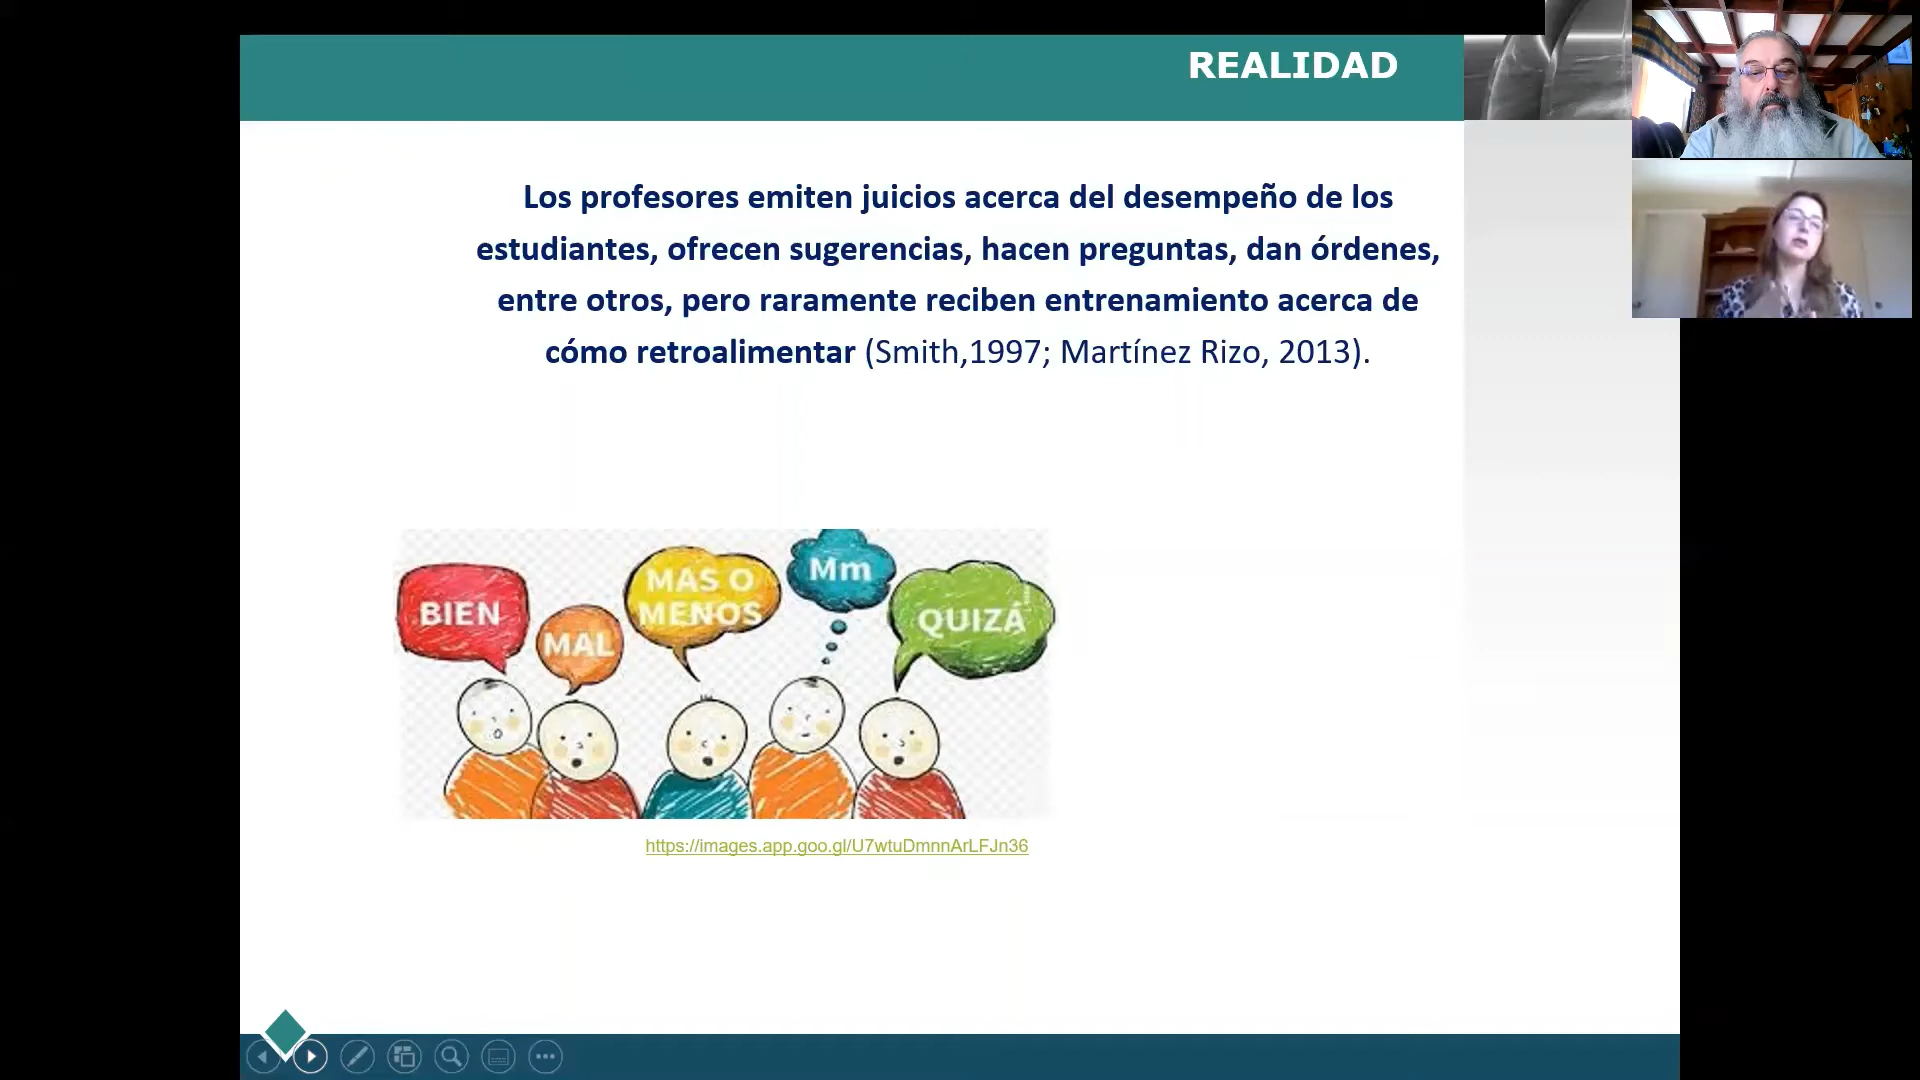 REALIDAD
Los profesores emiten juicios acerca del desempeño de los
estudiantes, ofrecen sugerencias, hacen preguntas, dan órdenes,
entre otros, pero raramente reciben entrenamiento acerca de
cómo retroalimentar (Smith,1997; Martínez Rizo, 2013).
BIEN
MAL
MAS O
MENOS
Mm
QUIZÁ
https://images.app.goo.gl/U7wtuDmnnArLFJn36